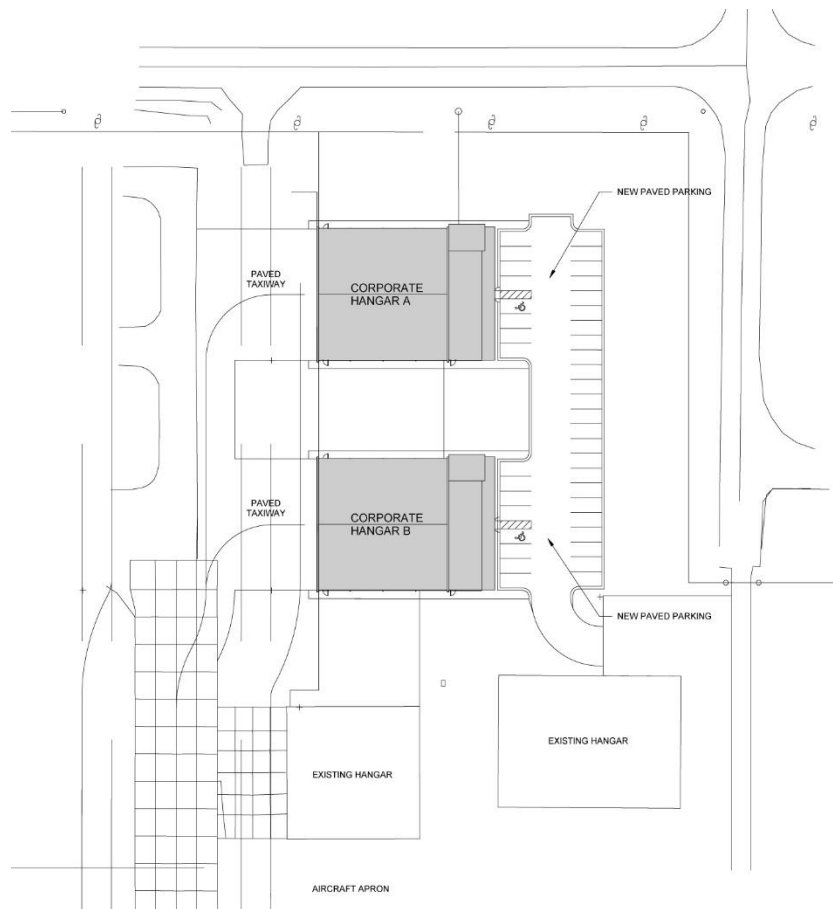 NEW PAVED PARKING
PAVED
TAXIWAY
CORPORATE
HANGAR A
PAVED
TAXIWAY
CORPORATE
HANGAR B
NEW PAVED PARKING
EXISTING HANGAR
EXISTING HANGAR
AIRCRAFT APRON